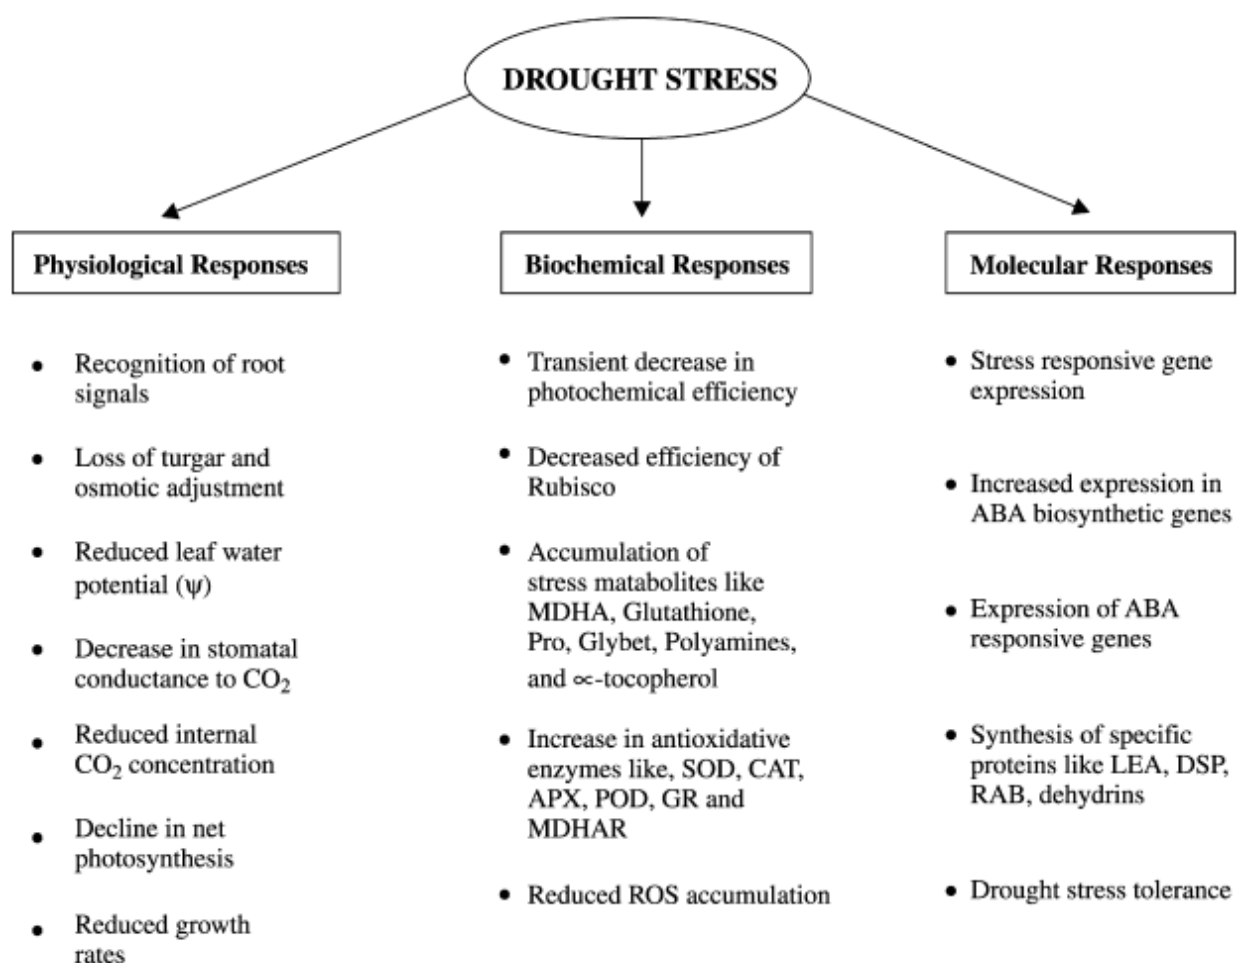 DROUGHT STRESS
Physiological Responses
Recognition of root
signals
Loss of turgar and
osmotic adjustment
Reduced leaf water
potential (ψ)
Decrease in stomatal
conductance to CO₂
Reduced internal
CO₂ concentration
Decline in net
photosynthesis
Reduced growth
rates
Biochemical Responses
Transient decrease in
photochemical efficiency
Decreased efficiency of
Rubisco
Accumulation of
stress matabolites like
MDHA, Glutathione,
Pro, Glybet, Polyamines,
and ∝-tocopherol
Increase in antioxidative
enzymes like, SOD, CAT,
APX, POD, GR and
MDHAR
Reduced ROS accumulation
Molecular Responses
Stress responsive gene
expression
Increased expression in
ABA biosynthetic genes
Expression of ABA
responsive genes
Synthesis of specific
proteins like LEA, DSP,
RAB, dehydrins
Drought stress tolerance